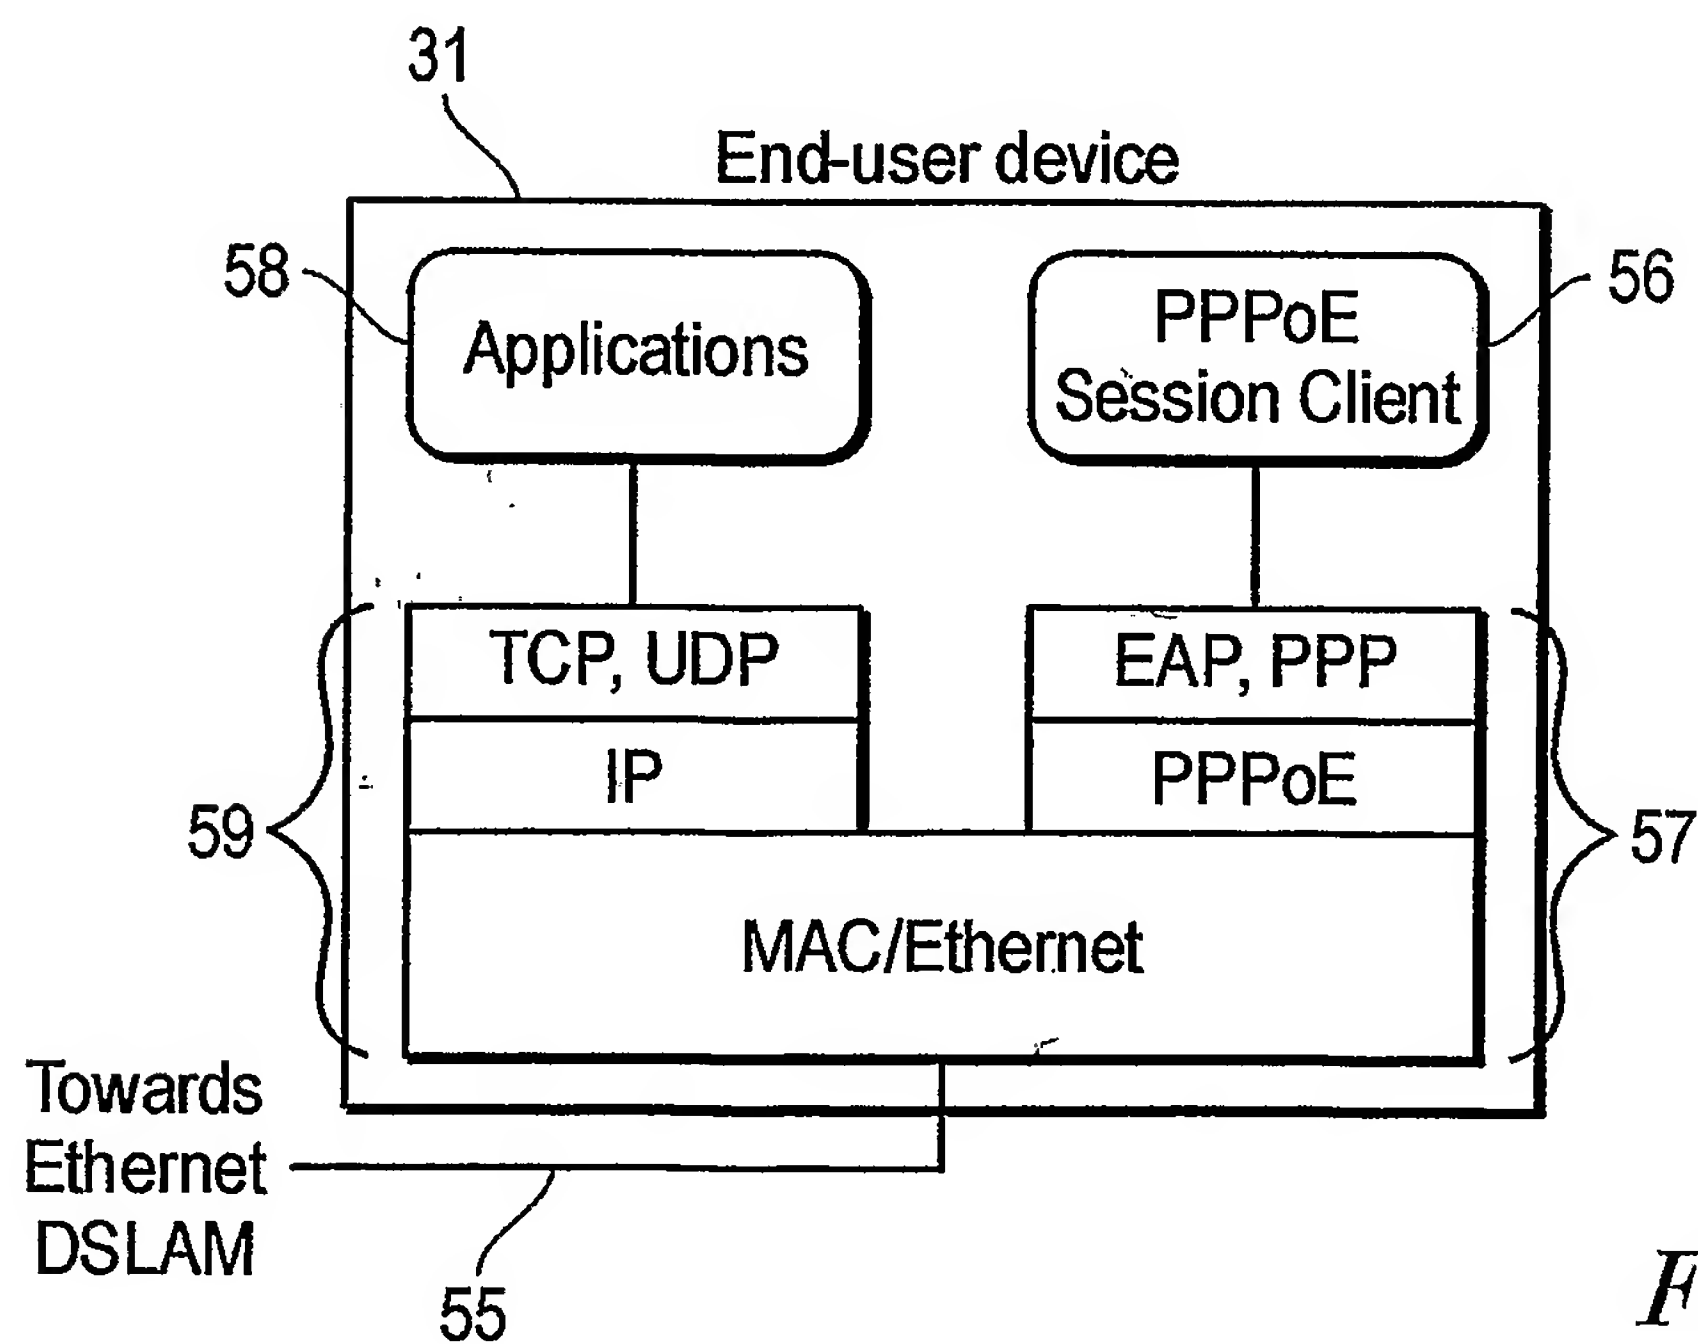 31
End-user device
58
Applications
PPPoE
Session Client
56
TCP, UDP
EAP, PPP
IP
PPPoE
59
57
MAC/Ethernet
Towards
Ethernet
DSLAM
55
F